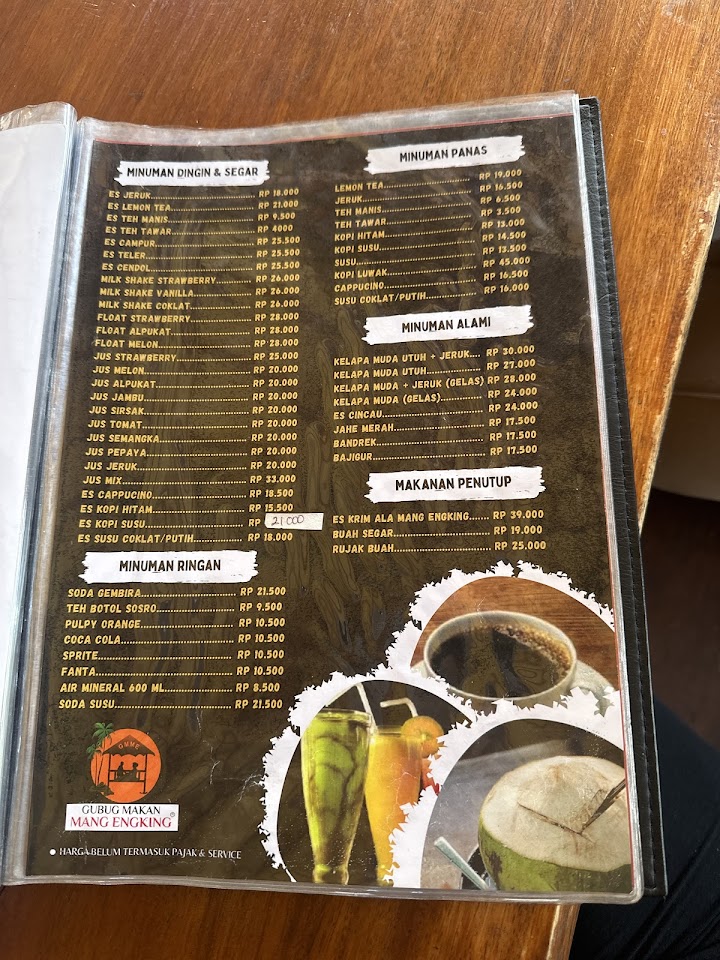 MINUMAN DINGIN & SEGAR
ES JERUK................................ RP 18.000
ES LEMON TEA........................ RP 21.000
ES TEH MANIS......................... RP 9.500
ES TEH TAWAR........................ RP 4000
ES CAMPUR............................. RP 25.500
ES TELER................................ RP 25.500
ES CENDOL............................. RP 25.500
MILK SHAKE STRAWBERRY......... RP 26.000
MILK SHAKE VANILLA................ RP 26.000
MILK SHAKE COKLAT................. RP 26.000
FLOAT STRAWBERRY.................. RP 28.000
FLOAT ALPUKAT........................ RP 28.000
FLOAT MELON........................... RP 28.000
JUS STRAWBERRY...................... RP 25.000
JUS MELON............................... RP 20.000
JUS ALPUKAT............................ RP 20.000
JUS JAMBU............................... RP 20.000
JUS SIRSAK.............................. RP 20.000
JUS TOMAT............................... RP 20.000
JUS SEMANGKA......................... RP 20.000
JUS PEPAYA.............................. RP 20.000
JUS JERUK................................ RP 20.000
JUS MIX.................................... RP 33.000
ES CAPPUCINO.......................... RP 18.500
ES KOPI HITAM.......................... RP 15.500
ES KOPI SUSU........................... RP 21.000
ES SUSU COKLAT/PUTIH............. RP 18.000
MINUMAN RINGAN
SODA GEMBIRA......................... RP 21.500
TEH BOTOL SOSRO.................... RP 9.500
PULPY ORANGE......................... RP 10.500
COCA COLA.............................. RP 10.500
SPRITE..................................... RP 10.500
FANTA...................................... RP 10.500
AIR MINERAL 600 ML................. RP 8.500
SODA SUSU............................... RP 21.500
GMME
GUBUG MAKAN
MANG ENGKING®
• HARGA BELUM TERMASUK PAJAK & SERVICE
MINUMAN PANAS
LEMON TEA.............................. RP 19.000
JERUK...................................... RP 16.500
TEH MANIS................................ RP 6.500
TEH TAWAR............................... RP 3.500
KOPI HITAM............................... RP 13.000
KOPI SUSU................................ RP 14.500
SUSU....................................... RP 13.500
KOPI LUWAK.............................. RP 45.000
CAPPUCINO............................... RP 16.500
SUSU COKLAT/PUTIH.................. RP 16.000
MINUMAN ALAMI
KELAPA MUDA UTUH + JERUK... RP 30.000
KELAPA MUDA UTUH................. RP 27.000
KELAPA MUDA + JERUK (GELAS) RP 28.000
KELAPA MUDA (GELAS)............. RP 24.000
ES CINCAU............................... RP 24.000
JAHE MERAH............................. RP 17.500
BANDREK................................. RP 17.500
BAJIGUR................................... RP 17.500
MAKANAN PENUTUP
ES KRIM ALA MANG ENGKING....... RP 39.000
BUAH SEGAR............................. RP 19.000
RUJAK BUAH.............................. RP 25.000